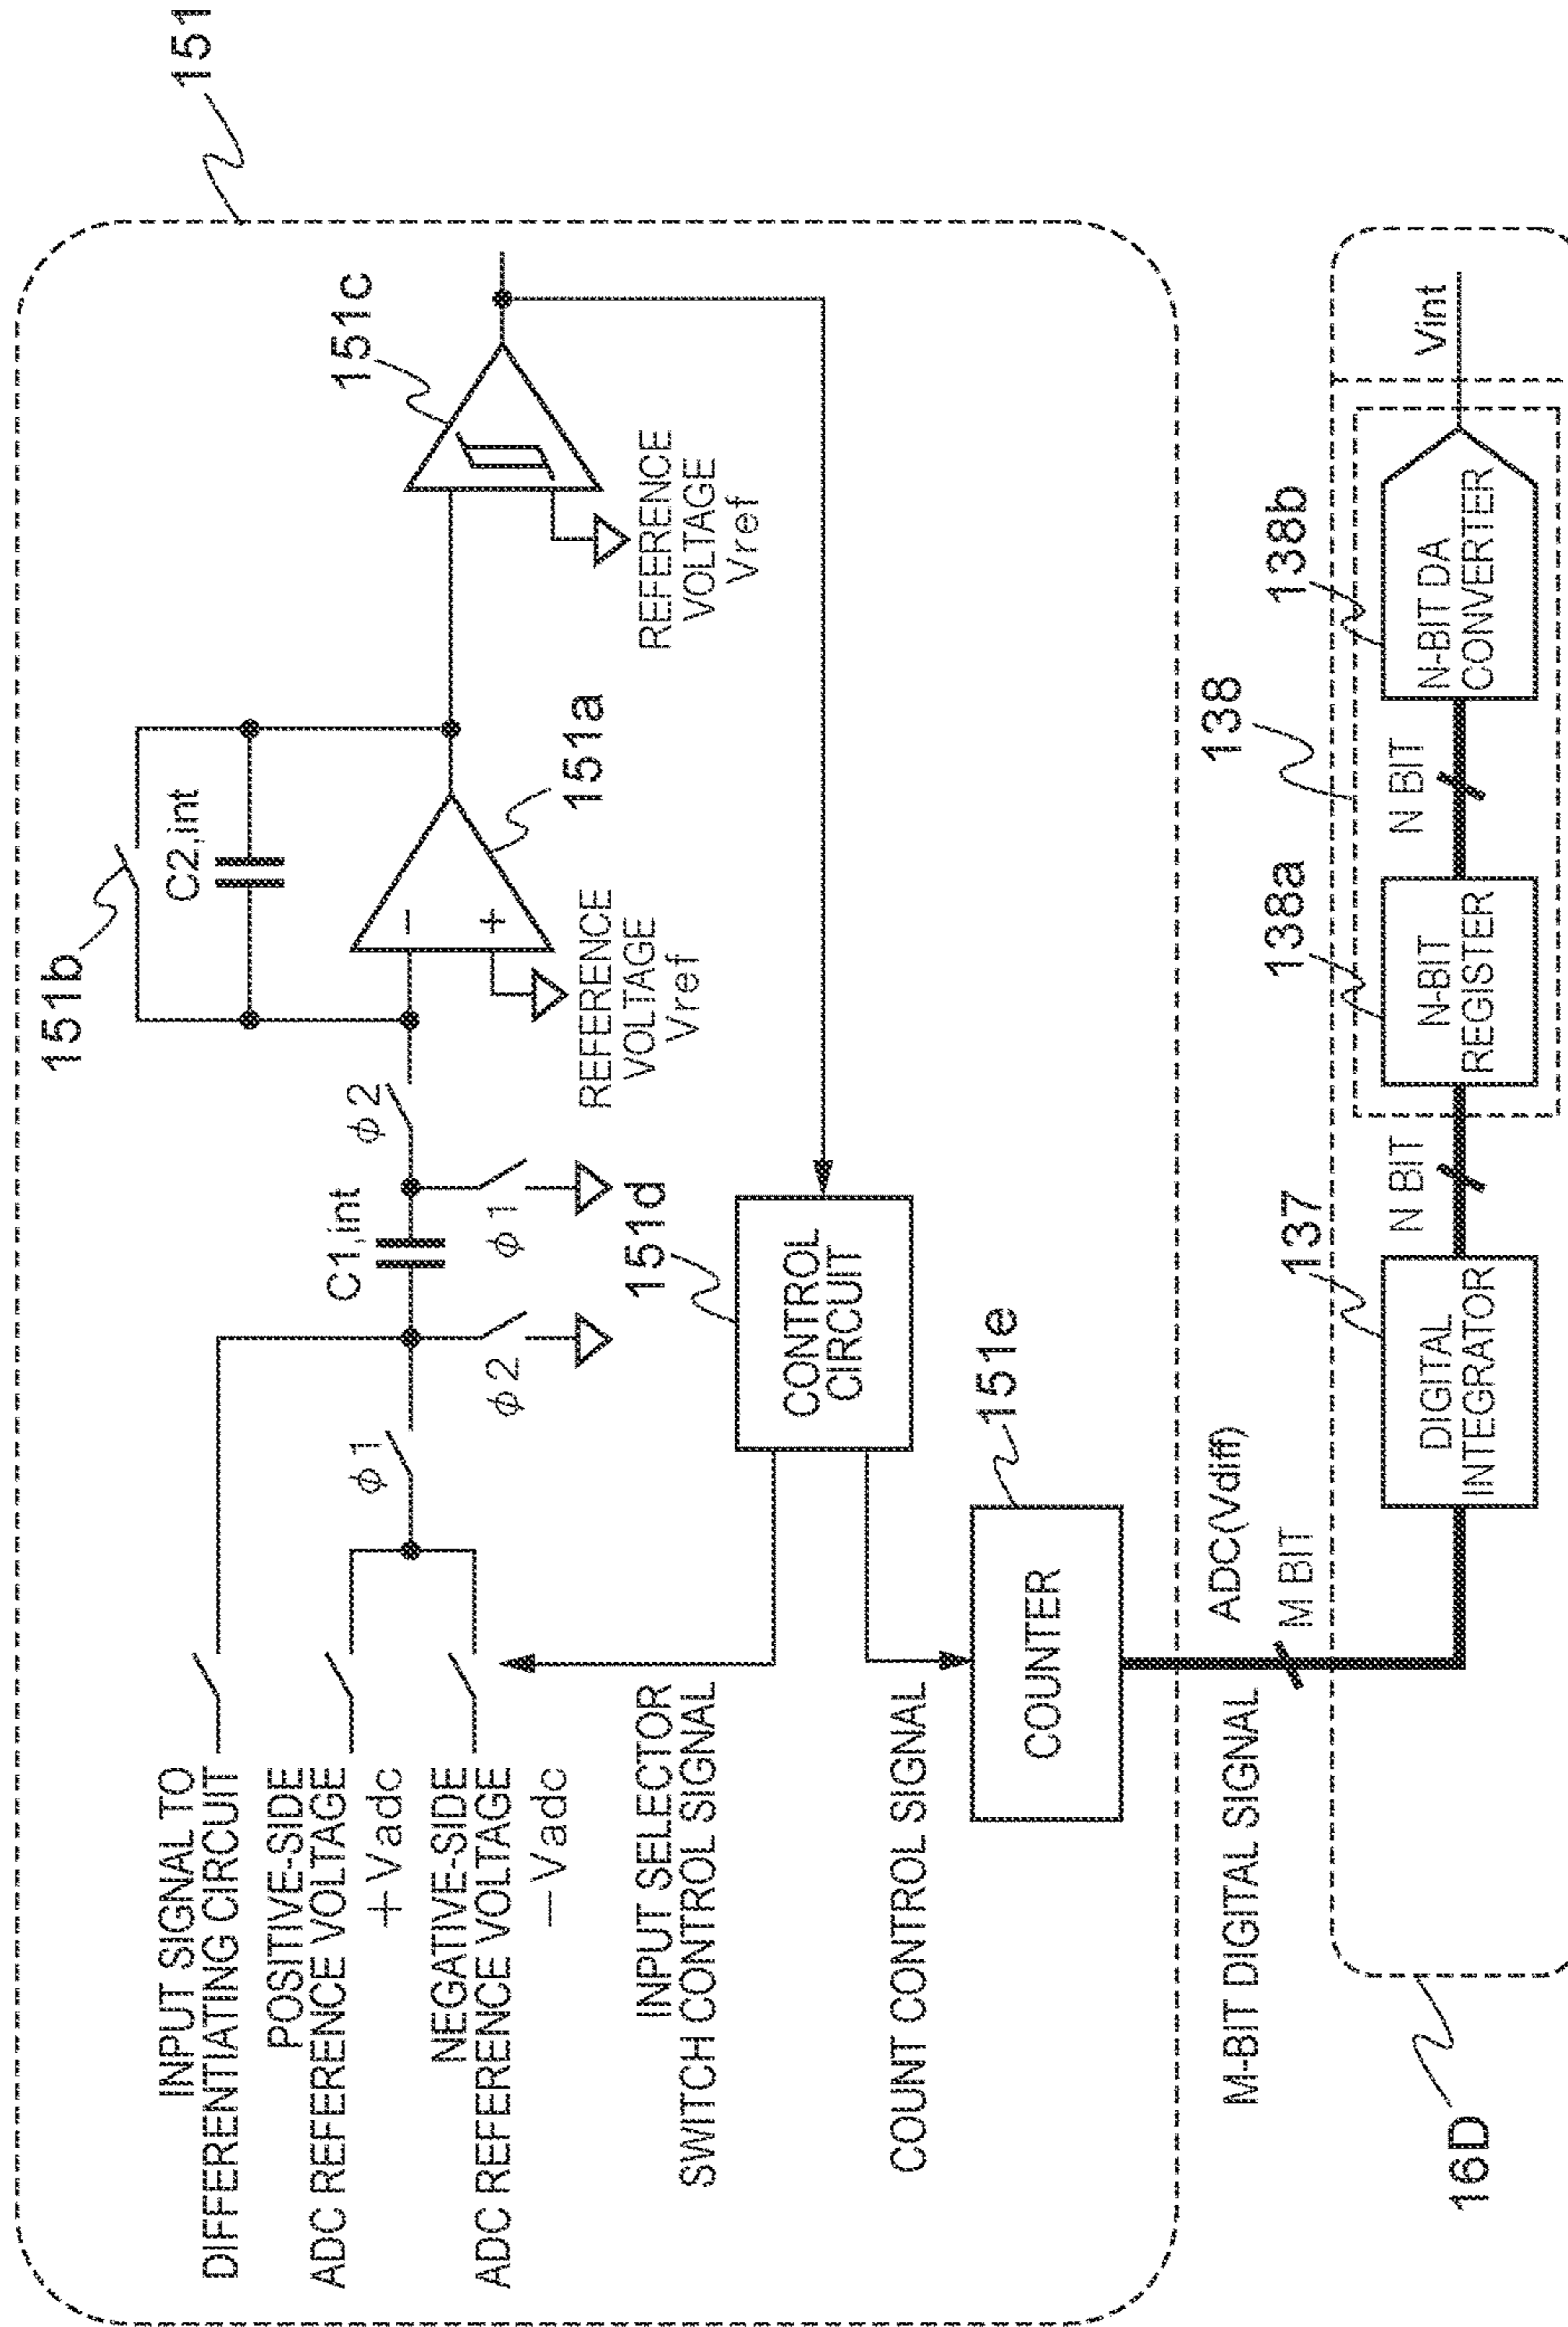 151
151b
C2,int
151c
151a
REFERENCE
VOLTAGE
Vref
REFERENCE
VOLTAGE
Vref
INPUT SIGNAL TO
DIFFERENTIATING CIRCUIT
POSITIVE-SIDE
ADC REFERENCE VOLTAGE
+Vadc
NEGATIVE-SIDE
ADC REFERENCE VOLTAGE
−Vadc
ϕ1
C1,int
ϕ2
ϕ2
ϕ1
151d
CONTROL
CIRCUIT
INPUT SELECTOR
SWITCH CONTROL SIGNAL
COUNT CONTROL SIGNAL
151e
COUNTER
ADC(Vdiff)
M-BIT DIGITAL SIGNAL
M BIT
16D
137
DIGITAL
INTEGRATOR
N BIT
138
138a
N-BIT
REGISTER
N BIT
138b
N-BIT DA
CONVERTER
Vint